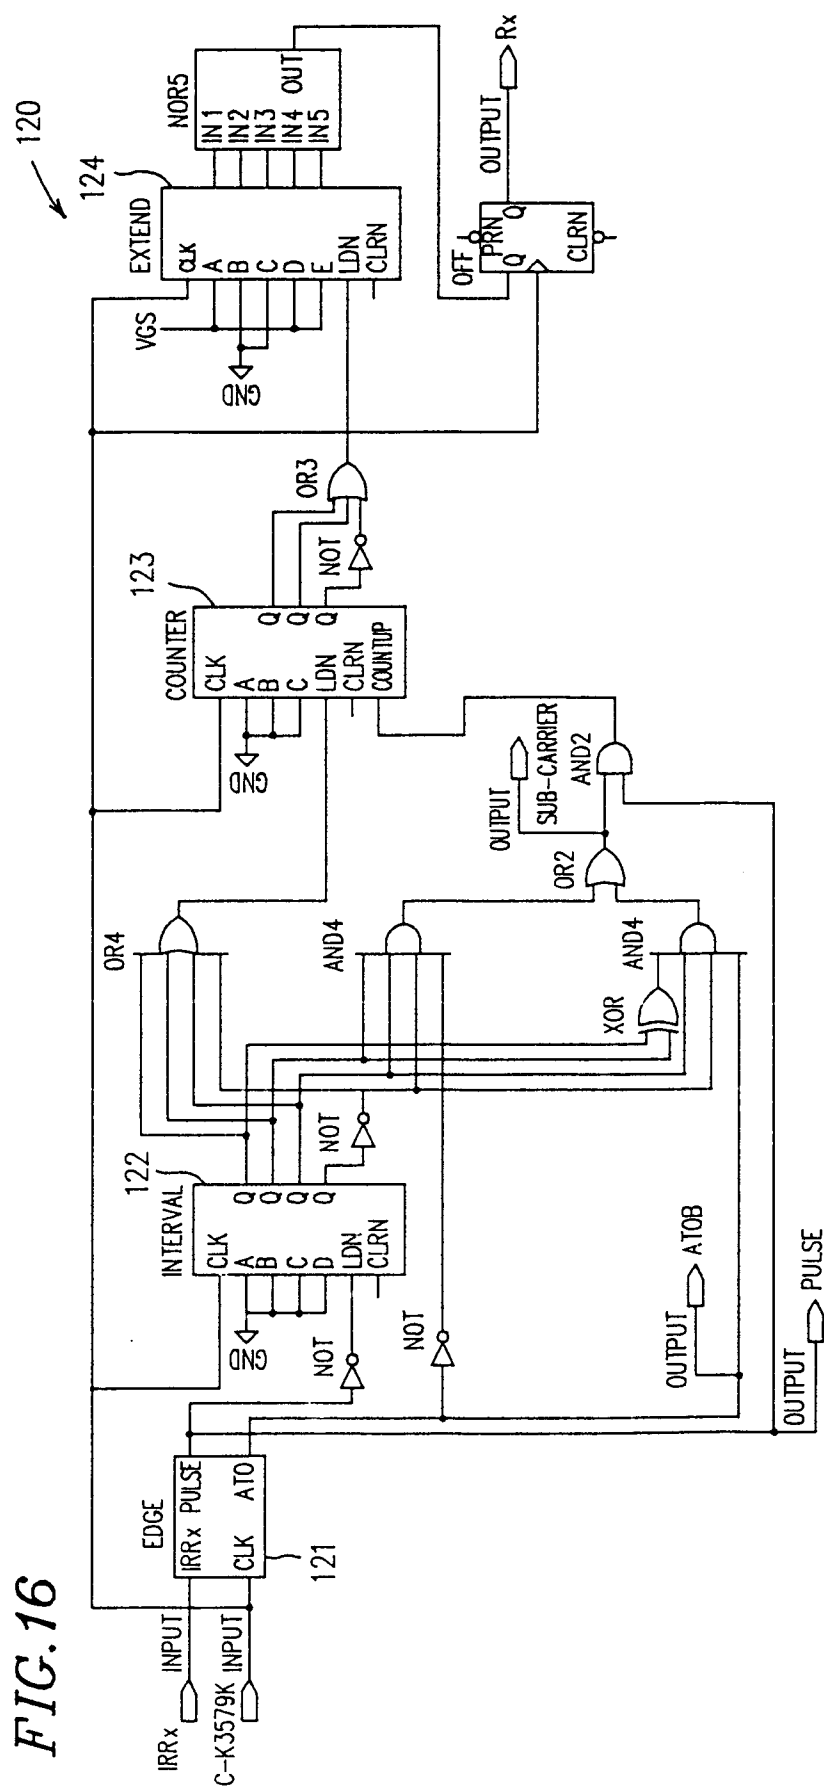 FIG.16
120
IRRx
INPUT
C-K3579K
INPUT
EDGE
IRRx
PULSE
CLK
ATO
121
NOT
NOT
OUTPUT
ATOB
OUTPUT
PULSE
INTERVAL
122
CLK
A
B
C
D
LDN
CLRN
Q
Q
Q
Q
GND
NOT
OR4
AND4
XOR
AND4
OR2
OUTPUT
SUB-CARRIER
AND2
COUNTER
123
CLK
A
B
C
LDN
CLRN
COUNTUP
Q
Q
Q
GND
NOT
OR3
EXTEND
124
CLK
A
B
C
D
E
LDN
CLRN
VGS
GND
NOR5
IN1
IN2
IN3
IN4
IN5
OUT
OFF
PRN
Q
Q
CLRN
OUTPUT
Rx